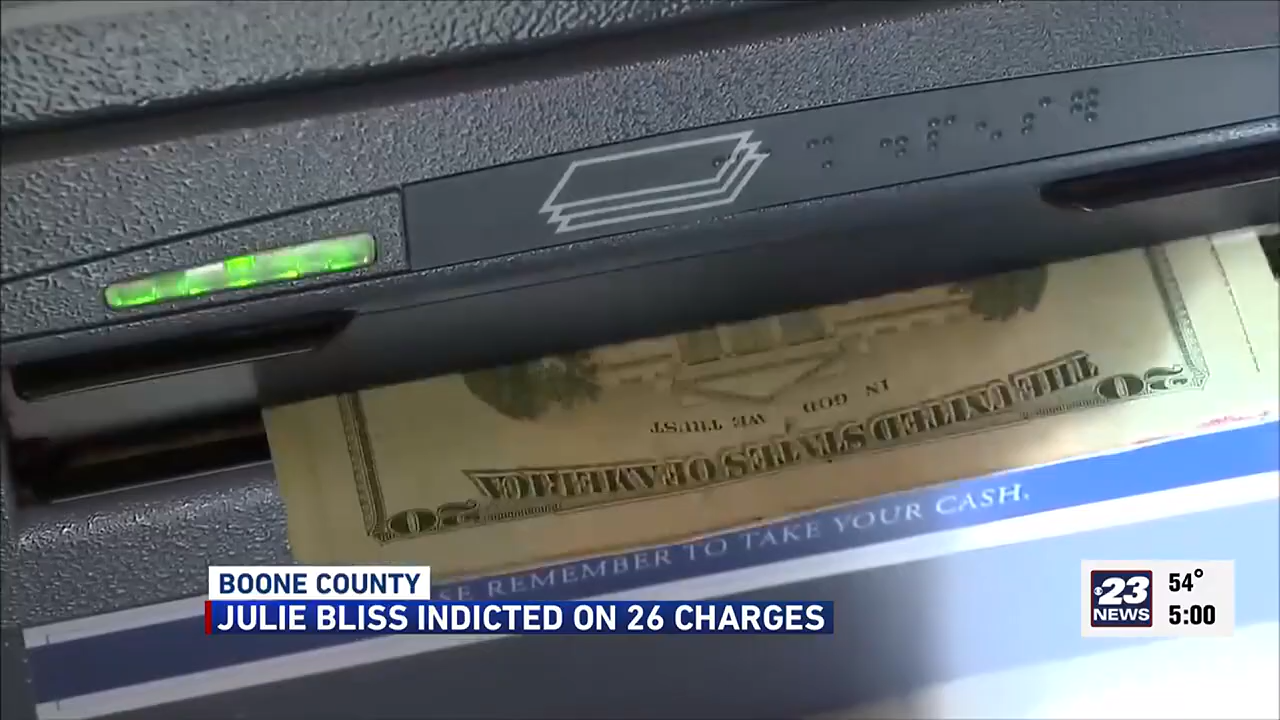 IN GOD WE TRUST
THE UNITED STATES OF AMERICA
20
20
SE REMEMBER TO TAKE YOUR CASH.
BOONE COUNTY
JULIE BLISS INDICTED ON 26 CHARGES
23
NEWS
54°
5:00